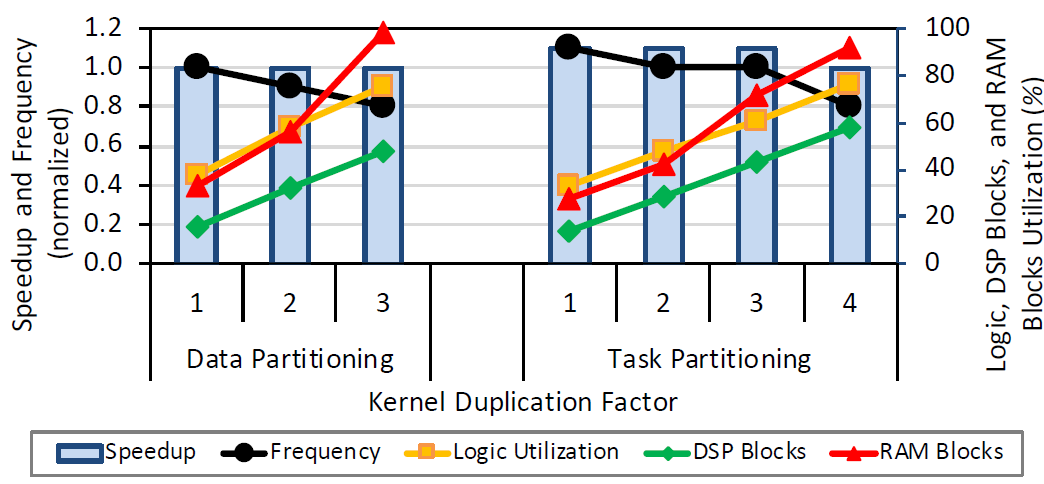 Speedup and Frequency
(normalized)
1.2
1.0
0.8
0.6
0.4
0.2
0.0
100
80
60
40
20
0
Logic, DSP Blocks, and RAM
Blocks Utilization (%)
1 2 3 1 2 3 4
Data Partitioning Task Partitioning
Kernel Duplication Factor
Speedup Frequency Logic Utilization DSP Blocks RAM Blocks